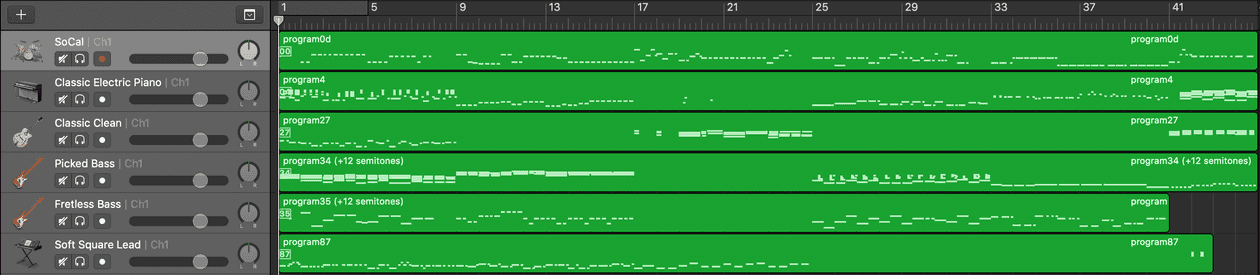 1 5 9 13 17 21 25 29 33 37 41
SoCal | Ch1
L R
program0d program0d
00
Classic Electric Piano | Ch1
L R
program4 program4
Classic Clean | Ch1
L R
program27 program27
27
Picked Bass | Ch1
L R
program34 (+12 semitones) program34 (+12 semitones)
34
Fretless Bass | Ch1
L R
program35 (+12 semitones) program
35
Soft Square Lead | Ch1
L R
program87 program87
87